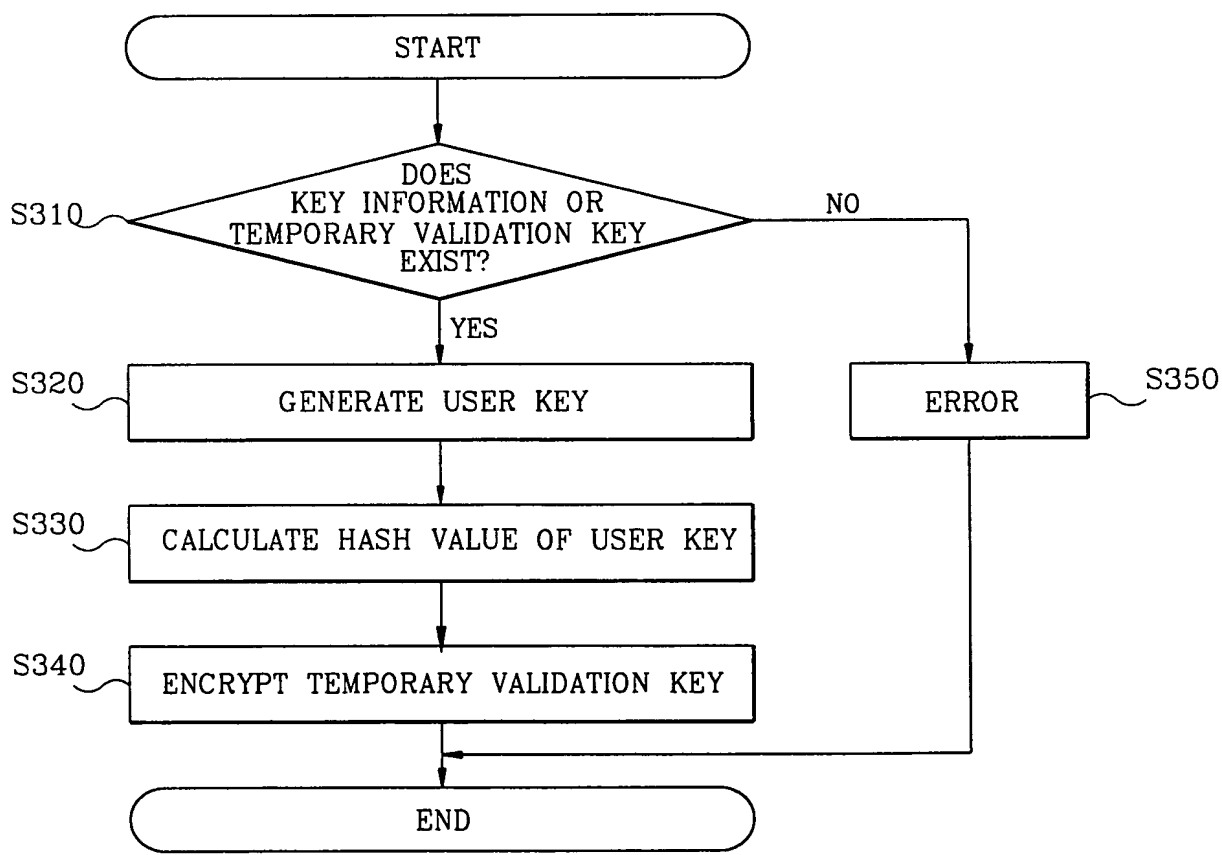 START
S310
DOES
KEY INFORMATION OR
TEMPORARY VALIDATION KEY
EXIST?
NO
YES
S320
GENERATE USER KEY
ERROR
S350
S330
CALCULATE HASH VALUE OF USER KEY
S340
ENCRYPT TEMPORARY VALIDATION KEY
END